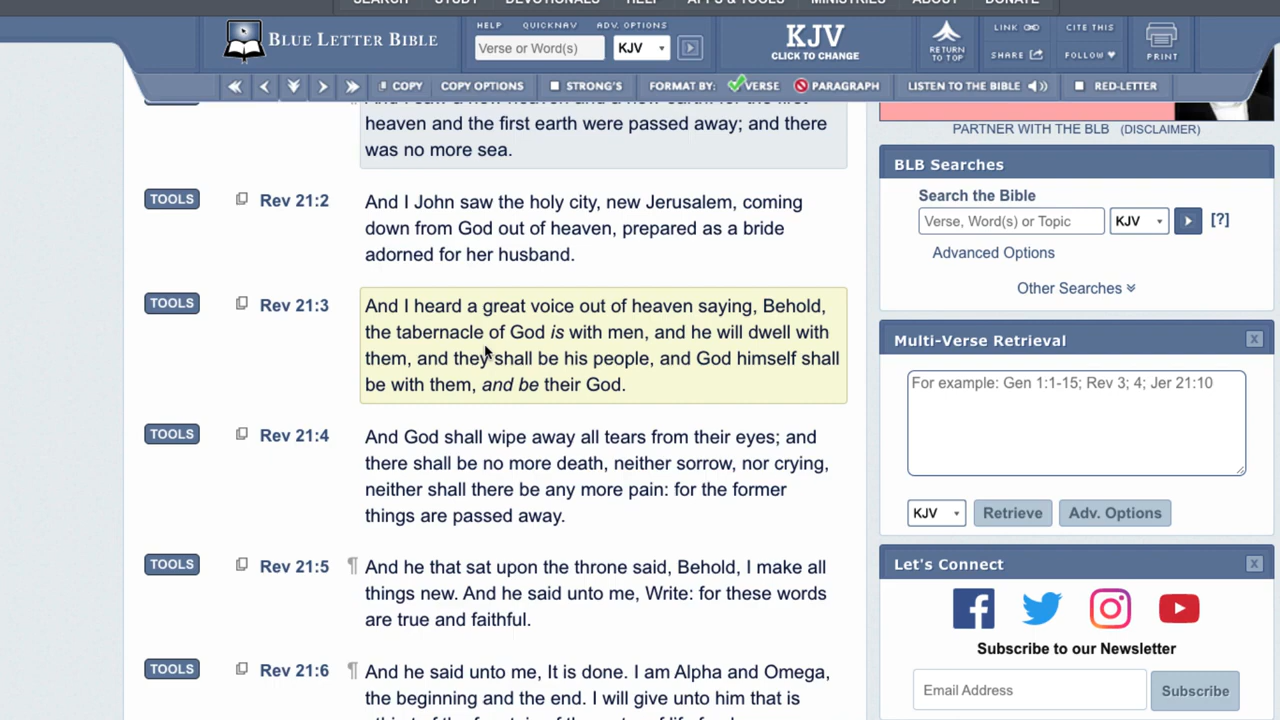 SEARCH STUDY DEVOTIONALS HELP APPS & TOOLS MINISTRIES ABOUT DONATE
BLUE LETTER BIBLE
HELP QUICKNAV ADV. OPTIONS
Verse or Word(s) KJV
KJV
CLICK TO CHANGE
RETURN
TO TOP
LINK
SHARE
CITE THIS
FOLLOW
PRINT
COPY COPY OPTIONS STRONG'S FORMAT BY: VERSE PARAGRAPH LISTEN TO THE BIBLE RED-LETTER
And I saw a new heaven and a new earth: for the first
heaven and the first earth were passed away; and there
was no more sea.
TOOLS Rev 21:2 And I John saw the holy city, new Jerusalem, coming
down from God out of heaven, prepared as a bride
adorned for her husband.
TOOLS Rev 21:3 And I heard a great voice out of heaven saying, Behold,
the tabernacle of God is with men, and he will dwell with
them, and they shall be his people, and God himself shall
be with them, and be their God.
TOOLS Rev 21:4 And God shall wipe away all tears from their eyes; and
there shall be no more death, neither sorrow, nor crying,
neither shall there be any more pain: for the former
things are passed away.
TOOLS Rev 21:5 ¶ And he that sat upon the throne said, Behold, I make all
things new. And he said unto me, Write: for these words
are true and faithful.
TOOLS Rev 21:6 ¶ And he said unto me, It is done. I am Alpha and Omega,
the beginning and the end. I will give unto him that is
PARTNER WITH THE BLB (DISCLAIMER)
BLB Searches
Search the Bible
Verse, Word(s) or Topic KJV [?]
Advanced Options
Other Searches
Multi-Verse Retrieval X
For example: Gen 1:1-15; Rev 3; 4; Jer 21:10
KJV Retrieve Adv. Options
Let's Connect X
Subscribe to our Newsletter
Email Address Subscribe